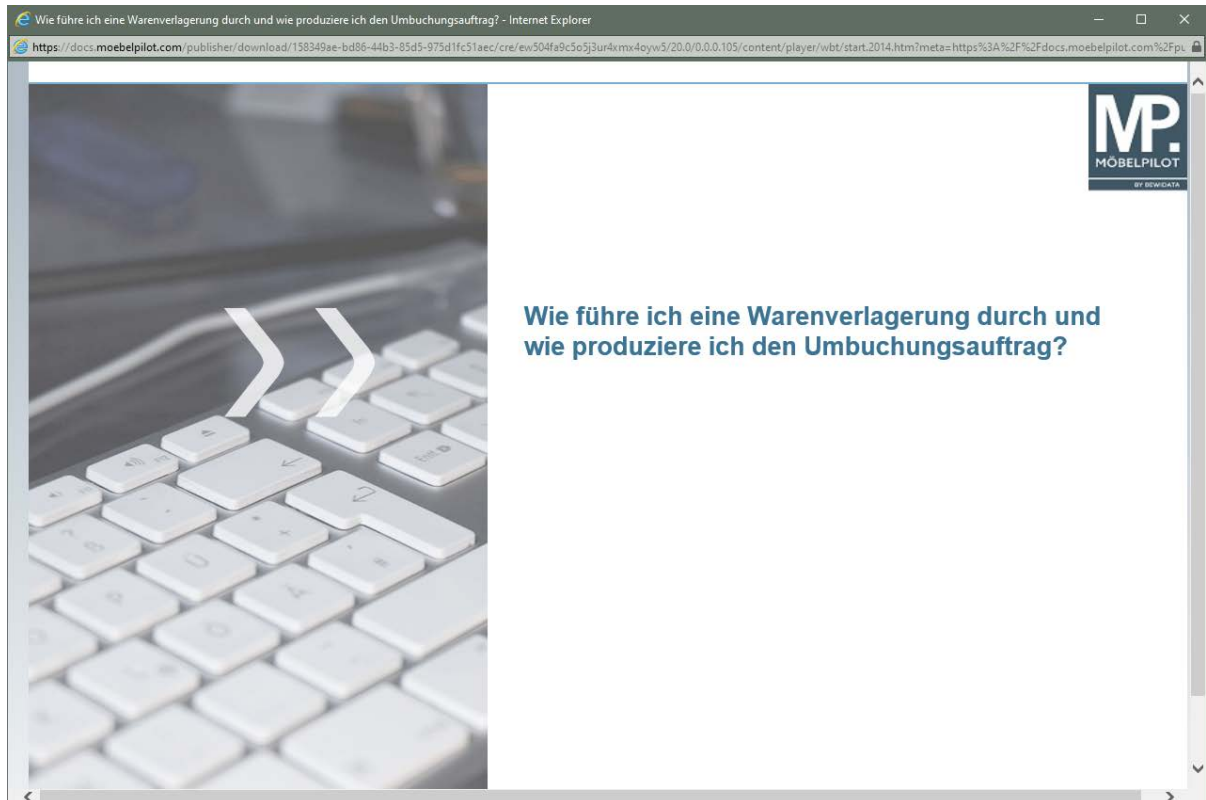 Wie führe ich eine Warenverlagerung durch und wie produziere ich den Umbuchungsauftrag? - Internet Explorer
https://docs.moebelpilot.com/publisher/download/158349ae-bd86-44b3-85d5-975d1fc51aec/cre/ew504fa9c5o5j3ur4xmx4oyw5/20.0/0.0.0.105/content/player/wbt/start.2014.htm?meta=https%3A%2F%2Fdocs.moebelpilot.com%2Fpu
MP.
MÖBELPILOT
BY BEWIDATA
Wie führe ich eine Warenverlagerung durch und
wie produziere ich den Umbuchungsauftrag?